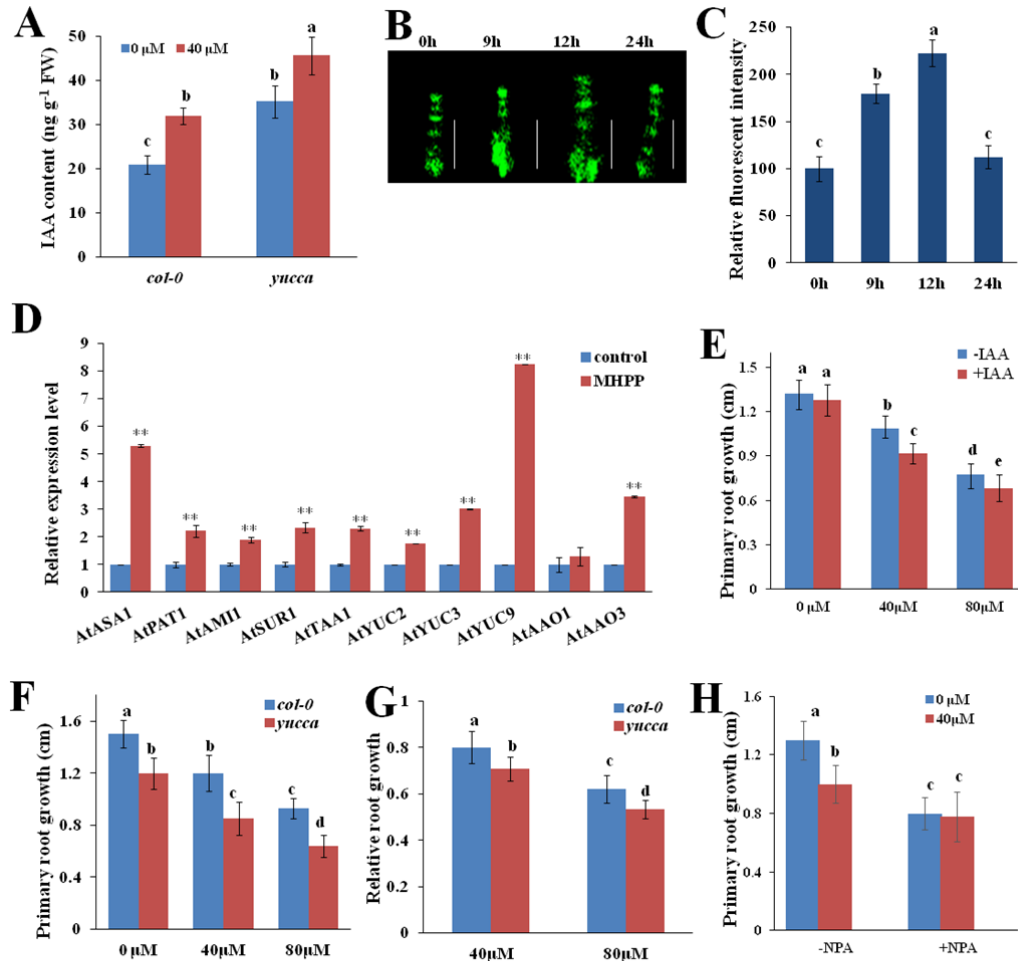 A
IAA content (ng g-1 FW)
50
40
30
20
10
0
0 μM
40 μM
c
b
b
a
col-0
yucca
B
0h
9h
12h
24h
C
Relative fluorescent intensity
250
200
150
100
50
0
c
b
a
c
0h
9h
12h
24h
D
Relative expression level
9
8
7
6
5
4
3
2
1
0
control
MHPP
**
**
**
**
**
**
**
**
**
AtASA1
AtPAT1
AtAMI1
AtSUR1
AtTAA1
AtYUC2
AtYUC3
AtYUC9
AtAAO1
AtAAO3
E
Primary root growth (cm)
1.5
1.2
0.9
0.6
0.3
0
-IAA
+IAA
a
a
b
c
d
e
0 μM
40μM
80μM
F
Primary root growth (cm)
1.6
1.2
0.8
0.4
0
col-0
yucca
a
b
b
c
c
d
0 μM
40μM
80μM
G
Relative root growth
1
0.8
0.6
0.4
0.2
0
col-0
yucca
a
b
c
d
40μM
80μM
H
Primary root growth (cm)
1.6
1.2
0.8
0.4
0
0 μM
40μM
a
b
c
c
-NPA
+NPA